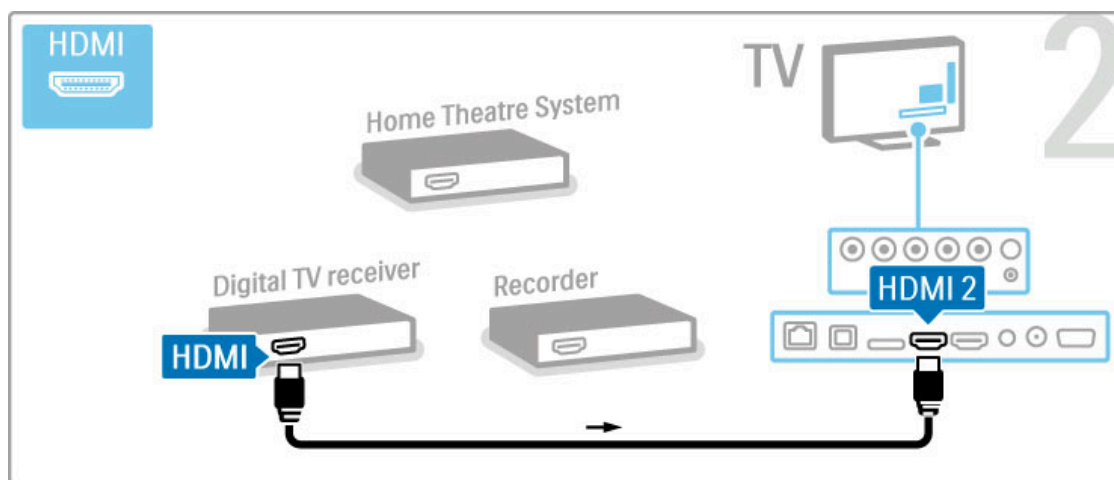 HDMI
TV
2
Home Theatre System
Digital TV receiver
Recorder
HDMI 2
HDMI